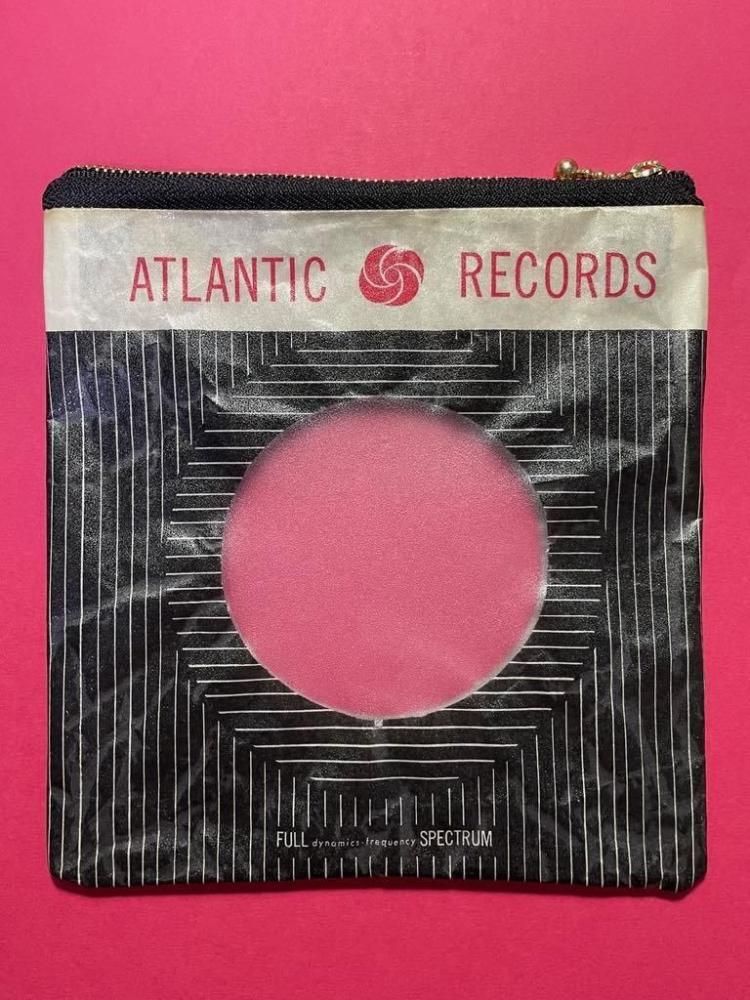 ATLANTIC RECORDS
FULL dynamics-frequency SPECTRUM